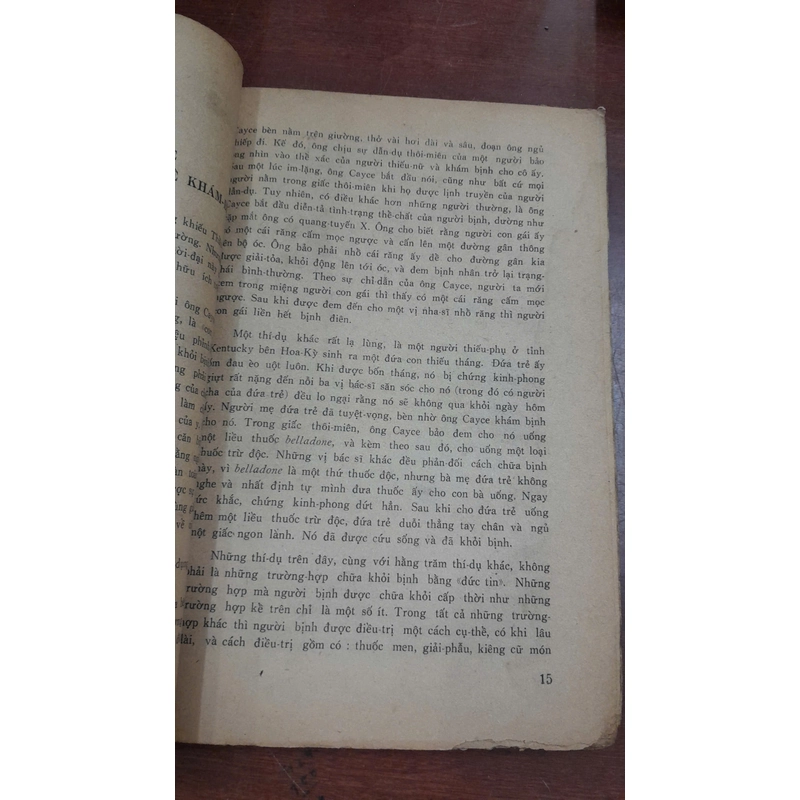 KHÁM-
khiếu
hữu ích
Cayce bèn nằm trên giường, thở vài hơi dài và sâu, đoạn ông ngủ
thiếp đi. Kế đó, ông chịu sự dẫn-dụ thôi-miên của một người bảo
ông nhìn vào thể xác của người thiếu-nữ và khám bịnh cho cô ấy.
Sau một lúc im-lặng, ông Cayce bắt đầu nói, cũng như bất cứ mọi
người nằm trong giấc thôi-miên khi họ được lịnh truyền của người
dẫn-dụ. Tuy nhiên, có điều khác hơn những người thường, là ông
Cayce bắt đầu diễn-tả tình-trạng thể-chất của người bịnh, dường như
cặp mắt ông có quang-tuyến X. Ông cho biết rằng người con gái ấy
có một cái răng cấm mọc ngược và cấn lên một đường gân thông
lên bộ óc. Ông bảo phải nhổ cái răng ấy để cho đường gân kia
được giải-tỏa, khỏi động lên tới óc, và đem bịnh nhân trở lại trạng-
thái bình-thường. Theo sự chỉ-dẫn của ông Cayce, người ta mới
xem trong miệng người con gái thì thấy có một cái răng cấm mọc
ngược. Sau khi được đem đến cho một vị nha-sĩ nhổ răng thì người
con gái liền hết bịnh điên.
Một thí-dụ khác rất lạ lùng, là một người thiếu-phụ ở tỉnh
Kentucky bên Hoa-Kỳ sinh ra một đứa con thiếu tháng. Đứa trẻ ấy
ốm đau èo uột luôn. Khi được bốn tháng, nó bị chứng kinh-phong
giựt rất nặng đến nỗi ba vị bác-sĩ săn sóc cho nó (trong đó có người
cha của đứa trẻ) đều lo ngại rằng nó sẽ không qua khỏi ngày hôm
ấy. Người mẹ đứa trẻ đã tuyệt-vọng, bèn nhờ ông Cayce khám bịnh
cho nó. Trong giấc thôi-miên, ông Cayce bảo đem cho nó uống
một liều thuốc belladone, và kèm theo sau đó, cho uống một loại
thuốc trừ độc. Những vị bác sĩ khác đều phản-đối cách chữa bịnh
này, vì belladone là một thứ thuốc độc, nhưng bà mẹ đứa trẻ không
nghe và nhất định tự mình đưa thuốc ấy cho con bà uống. Ngay
tức khắc, chứng kinh-phong dứt hẳn. Sau khi cho đứa trẻ uống
thêm một liều thuốc trừ độc, đứa trẻ duỗi thẳng tay chân và ngủ
một giấc ngon lành. Nó đã được cứu sống và đã khỏi bịnh.
Những thí-dụ trên đây, cùng với hằng trăm thí-dụ khác, không
phải là những trường-hợp chữa khỏi bịnh bằng «đức tin». Những
trường hợp mà người bịnh được chữa khỏi cấp thời như những
trường hợp kể trên chỉ là một số ít. Trong tất cả những trường-
hợp khác thì người bịnh được điều-trị một cách cụ-thể, có khi lâu
dài, và cách điều-trị gồm có : thuốc men, giải-phẫu, kiêng cữ món
15